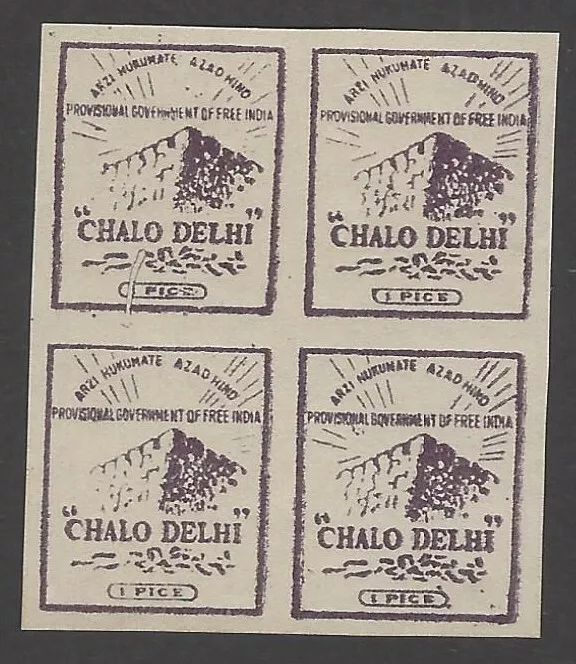 ARZI HUKUMATE AZAD HIND
PROVISIONAL GOVERNMENT OF FREE INDIA
"CHALO DELHI"
1 PICE
ARZI HUKUMATE AZAD HIND
PROVISIONAL GOVERNMENT OF FREE INDIA
"CHALO DELHI"
1 PICE
ARZI HUKUMATE AZAD HIND
PROVISIONAL GOVERNMENT OF FREE INDIA
"CHALO DELHI"
1 PICE
ARZI HUKUMATE AZAD HIND
PROVISIONAL GOVERNMENT OF FREE INDIA
"CHALO DELHI"
1 PICE